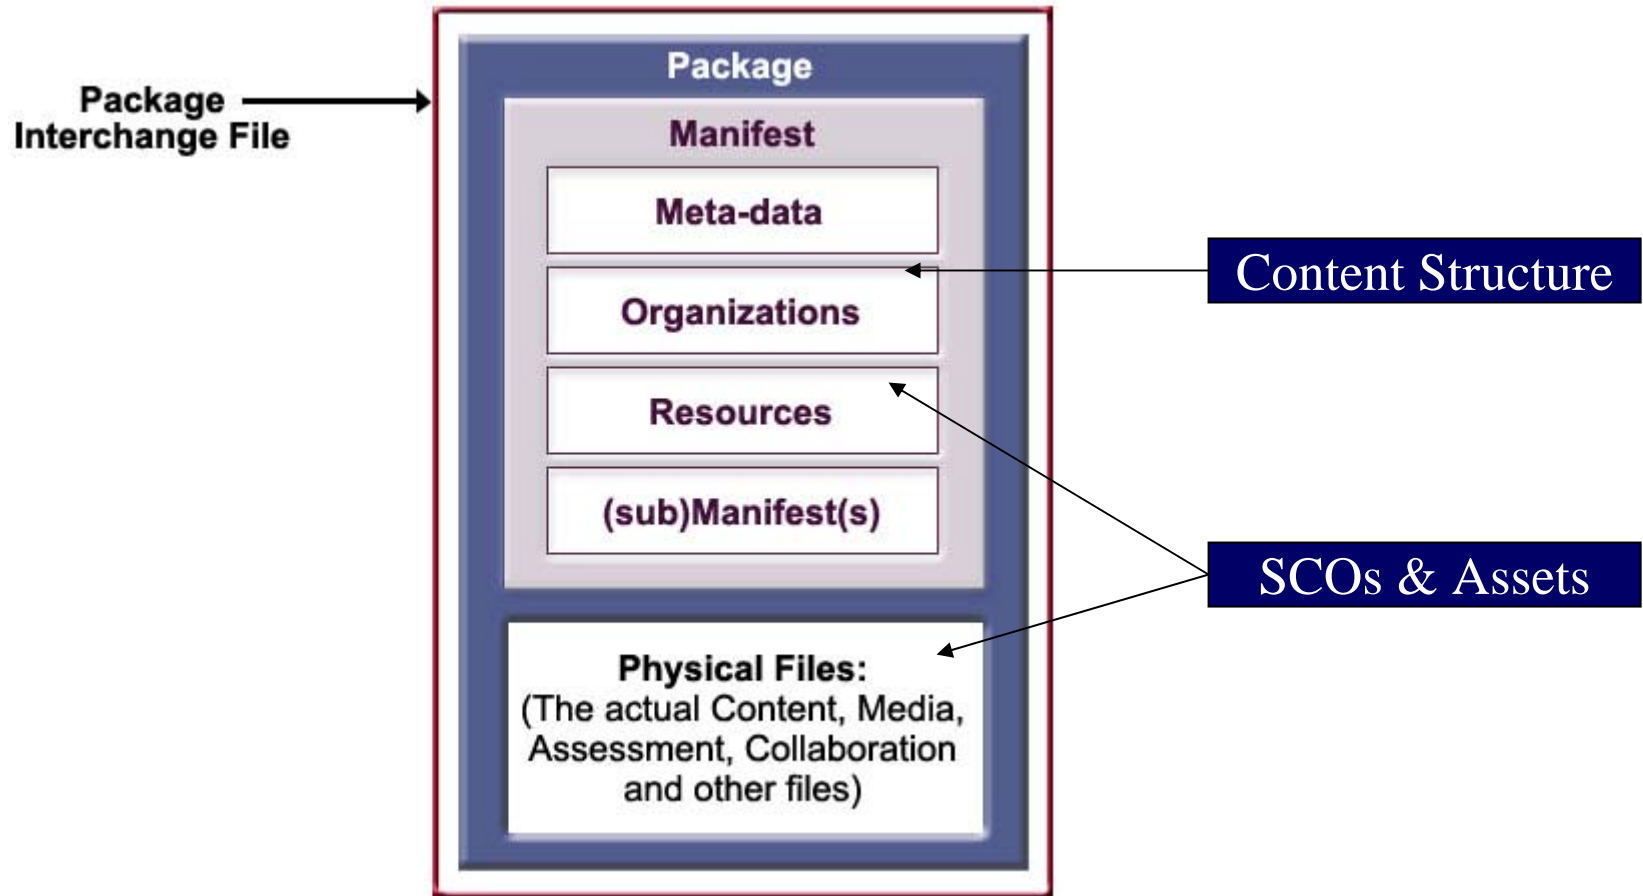 Package
Package
Interchange File
Manifest
Meta-data
Organizations
Content Structure
Resources
(sub)Manifest(s)
SCOs & Assets
Physical Files:
(The actual Content, Media,
Assessment, Collaboration
and other files)